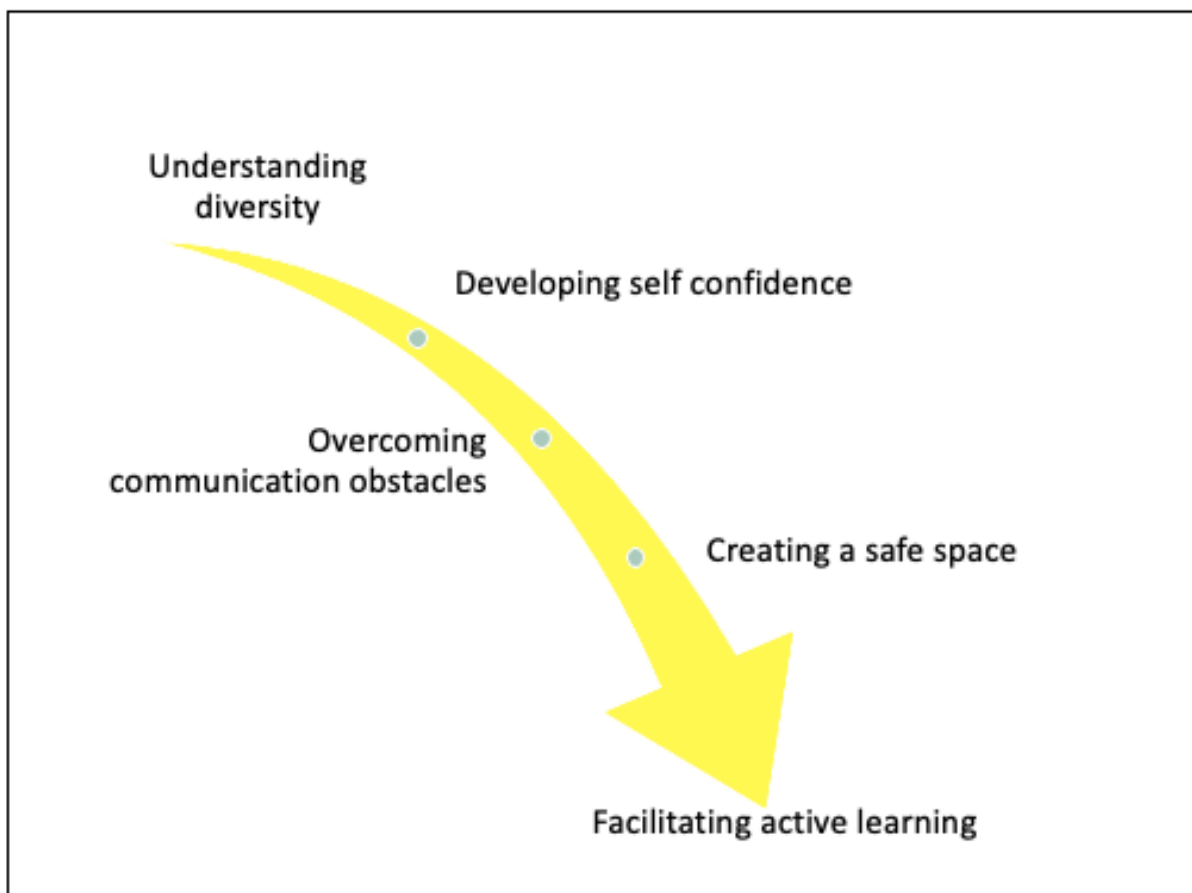 Understanding
diversity
Developing self confidence
Overcoming
communication obstacles
Creating a safe space
Facilitating active learning